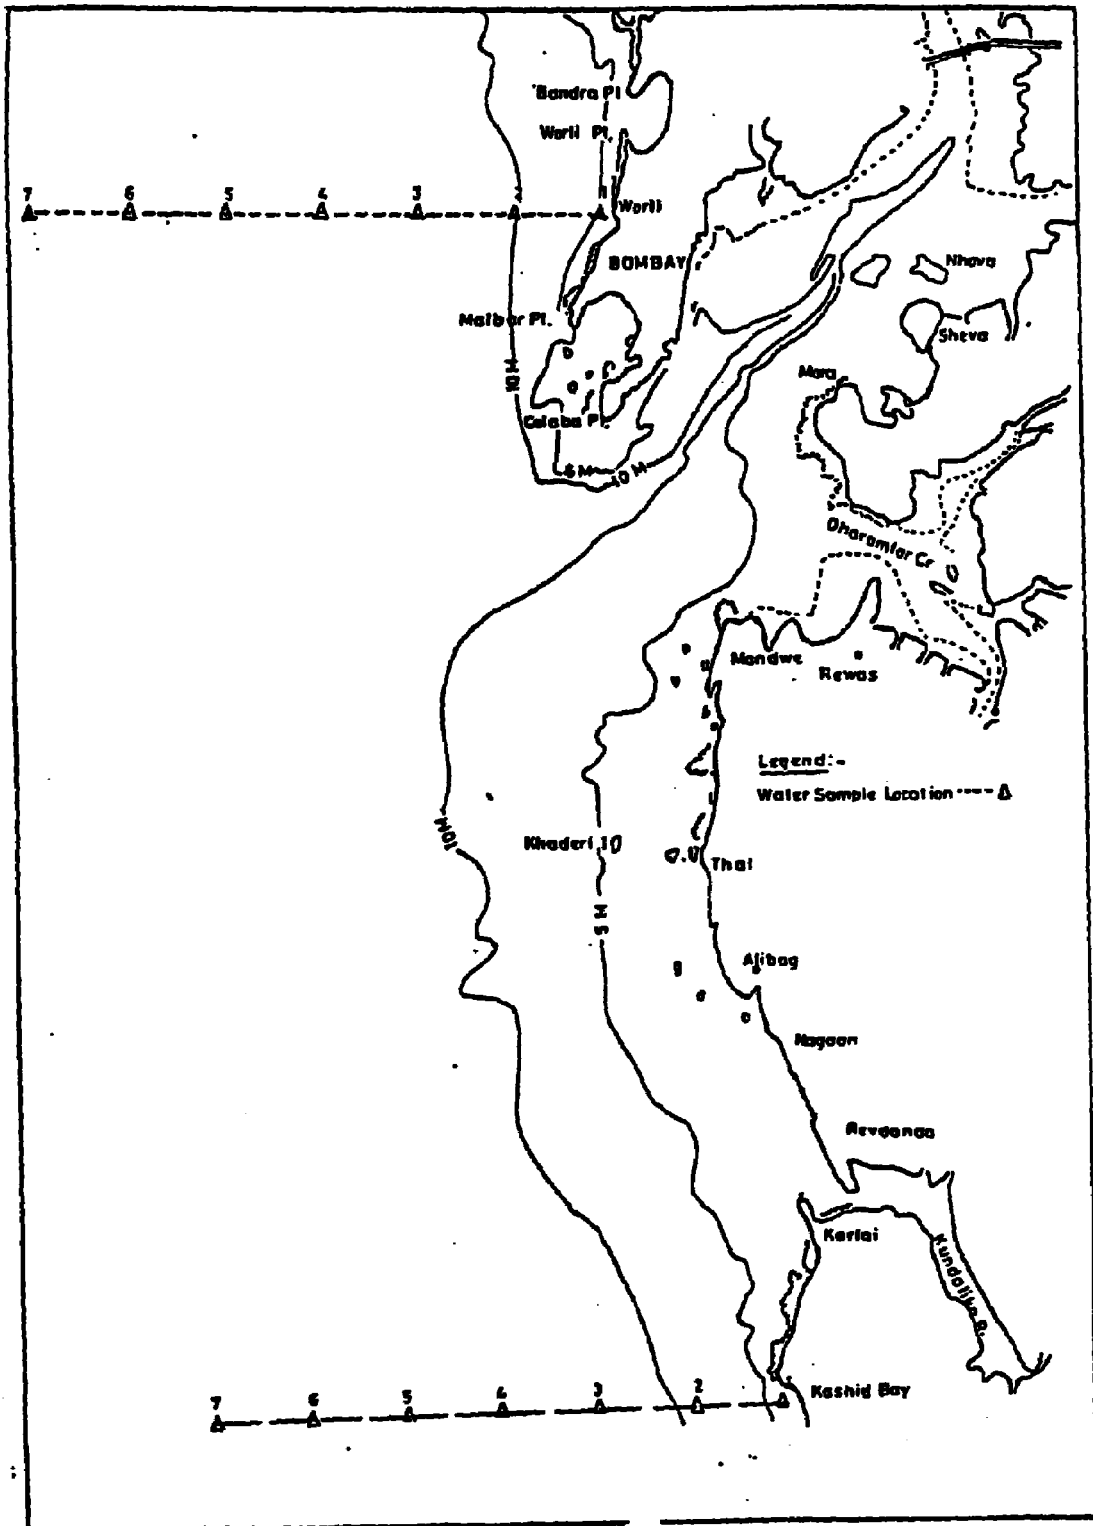 Bandra Pt
Worli Pt.
7 6 5 4 3 2 1
Worli
BOMBAY
Nhava
Malbar Pt.
Sheva
10 M
Mora
Colaba Pt.
5 M
10 M
Dharamtar Cr
Mandwe
Rewas
Legend:-
Water Sample Location
10M
Khaderi
Thal
5 M
Alibag
Nagaon
Revdanda
Korlai
Kundalika R.
Kashid Bay
7 6 5 4 3 2